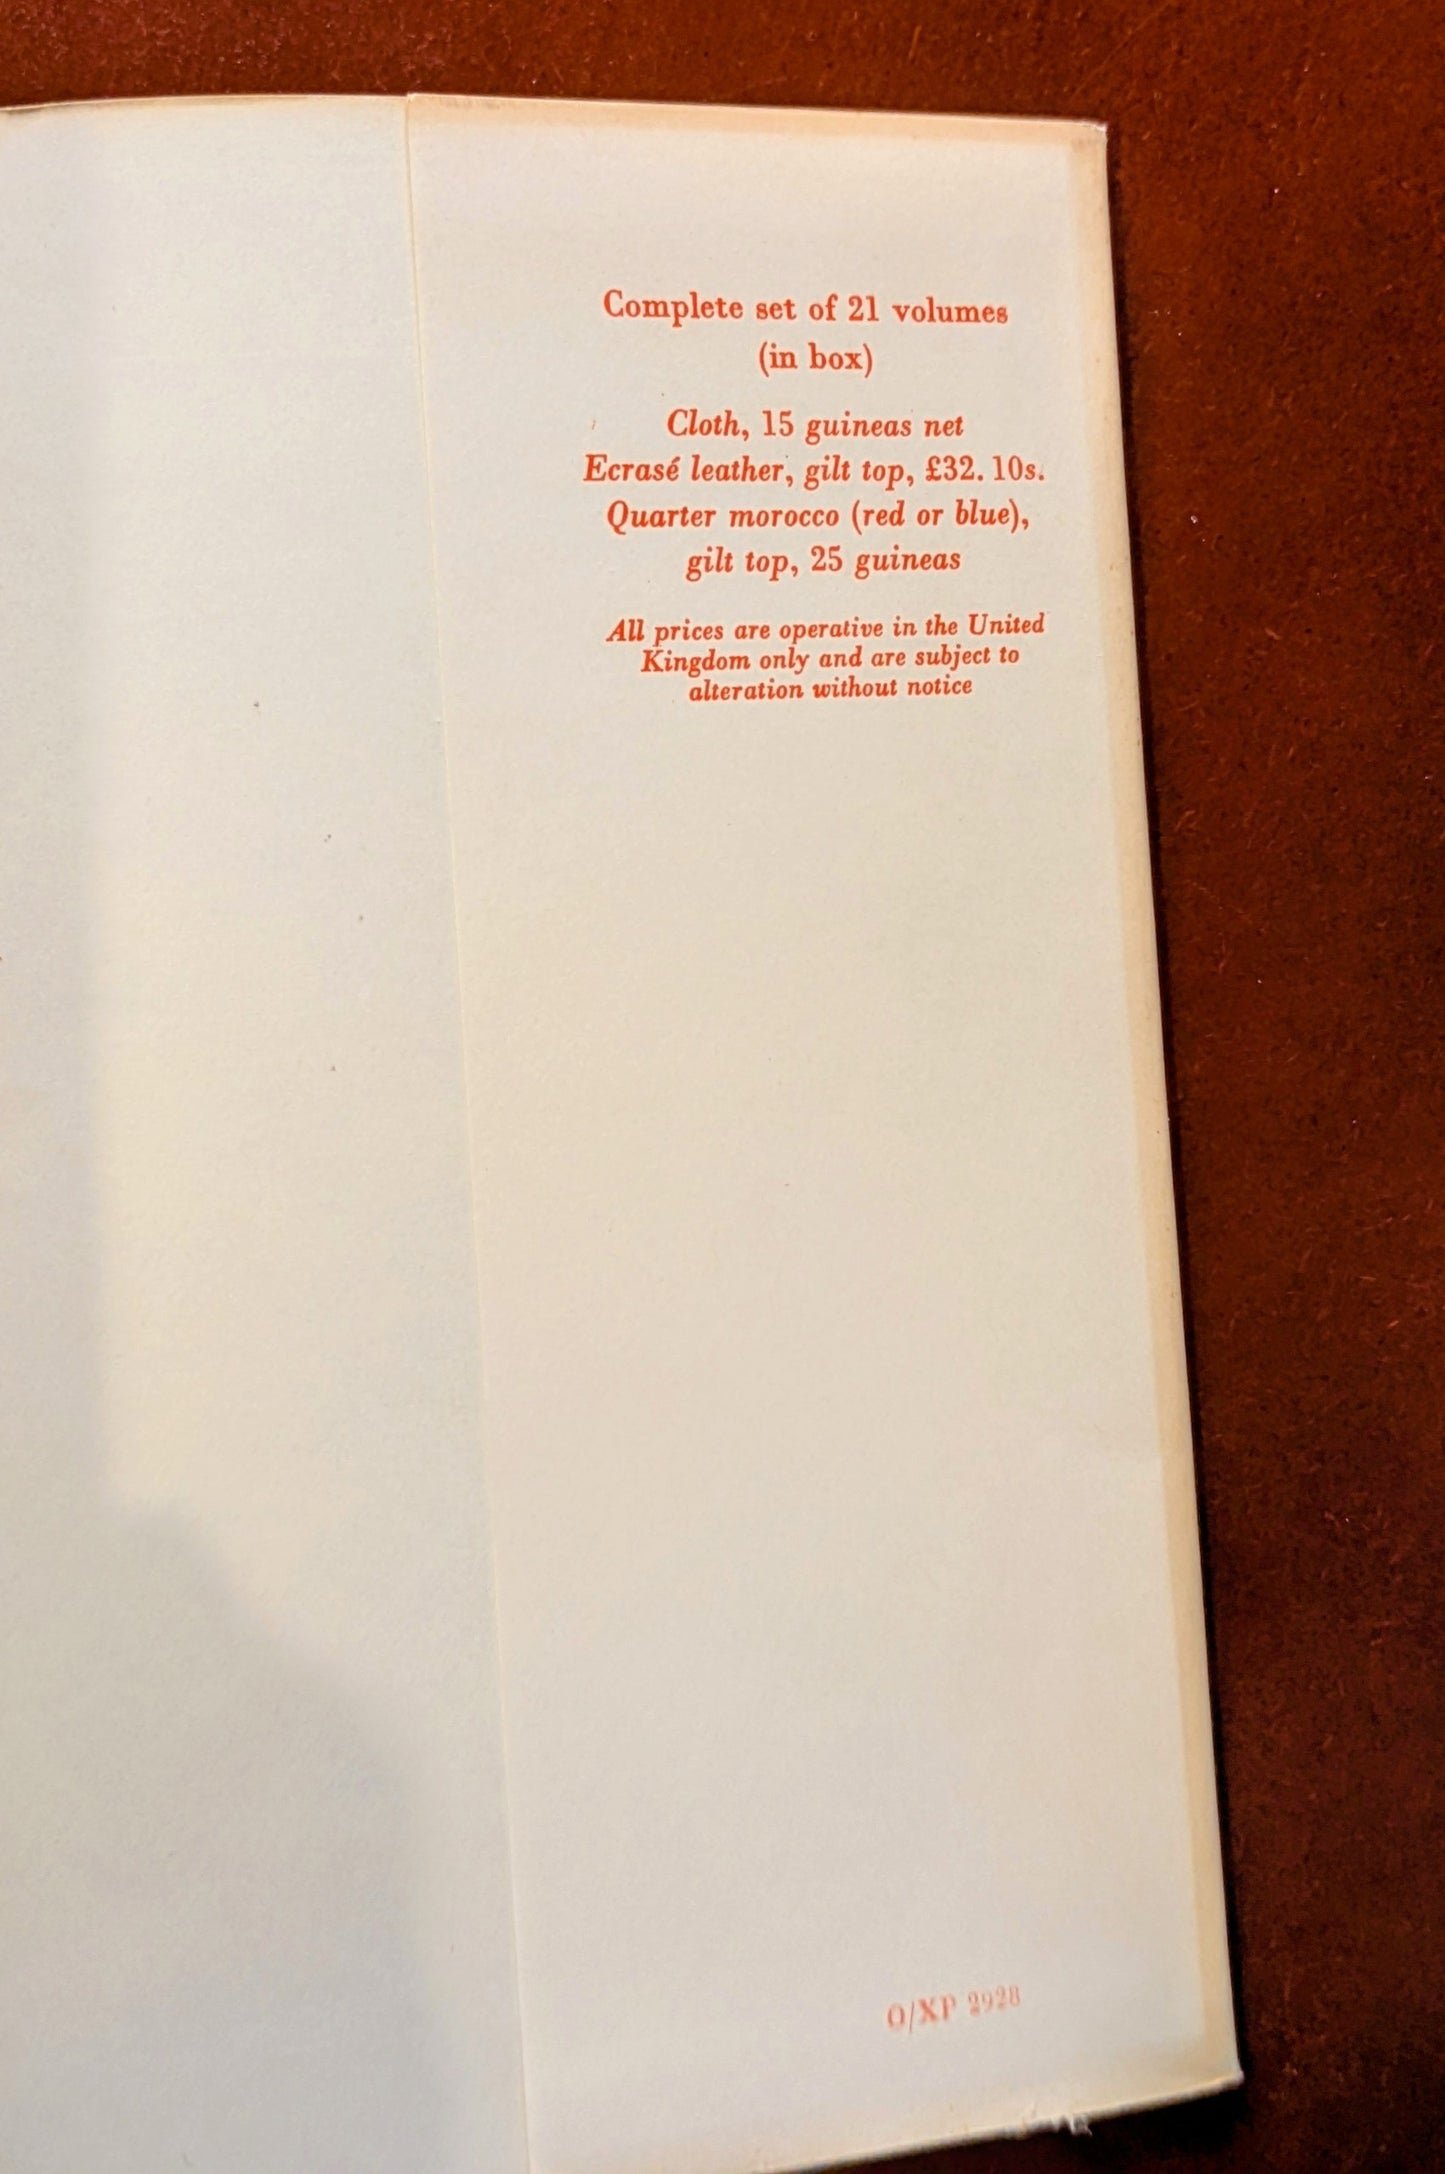 Complete set of 21 volumes
(in box)
Cloth, 15 guineas net
Ecrasé leather, gilt top, £32. 10s.
Quarter morocco (red or blue),
gilt top, 25 guineas
All prices are operative in the United
Kingdom only and are subject to
alteration without notice
O/XP 2928